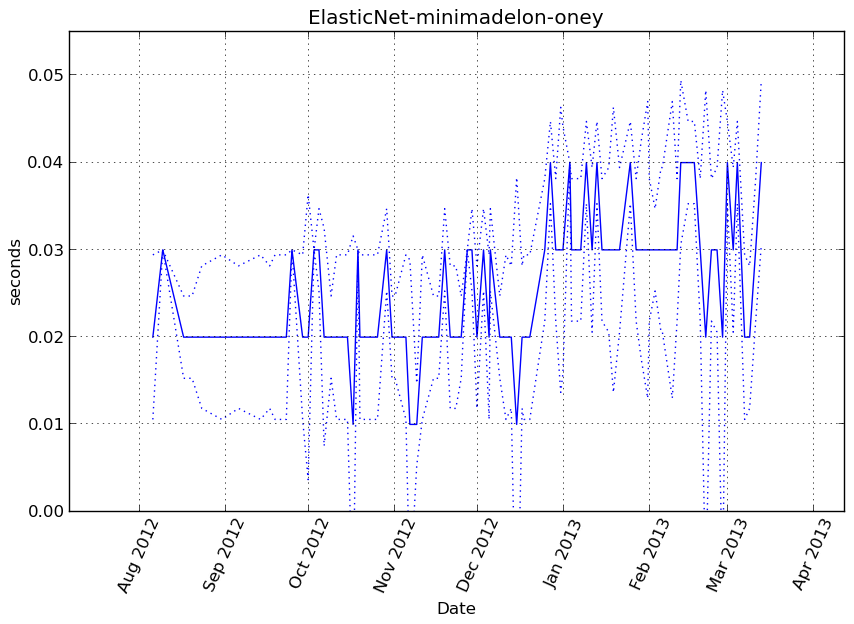 ElasticNet-minimadelon-oney
0.05
0.04
0.03
0.02
0.01
0.00
seconds
Aug 2012
Sep 2012
Oct 2012
Nov 2012
Dec 2012
Jan 2013
Feb 2013
Mar 2013
Apr 2013
Date